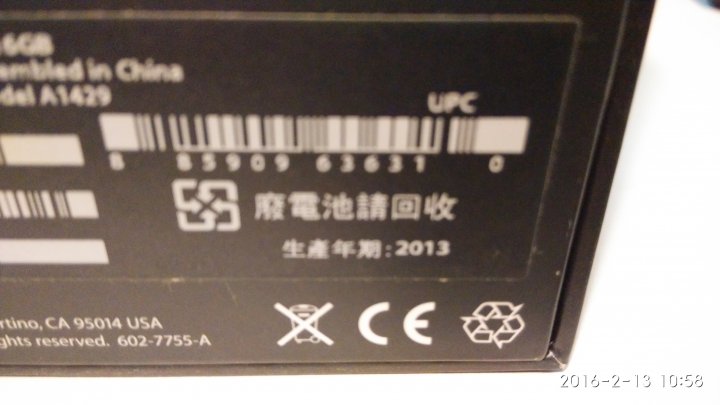 6GB
embled in China
del A1429
UPC
8 85909 63631 0
廢電池請回收
生產年期:2013
rtino, CA 95014 USA
ghts reserved. 602-7755-A
CE
2016-2-13 10:58